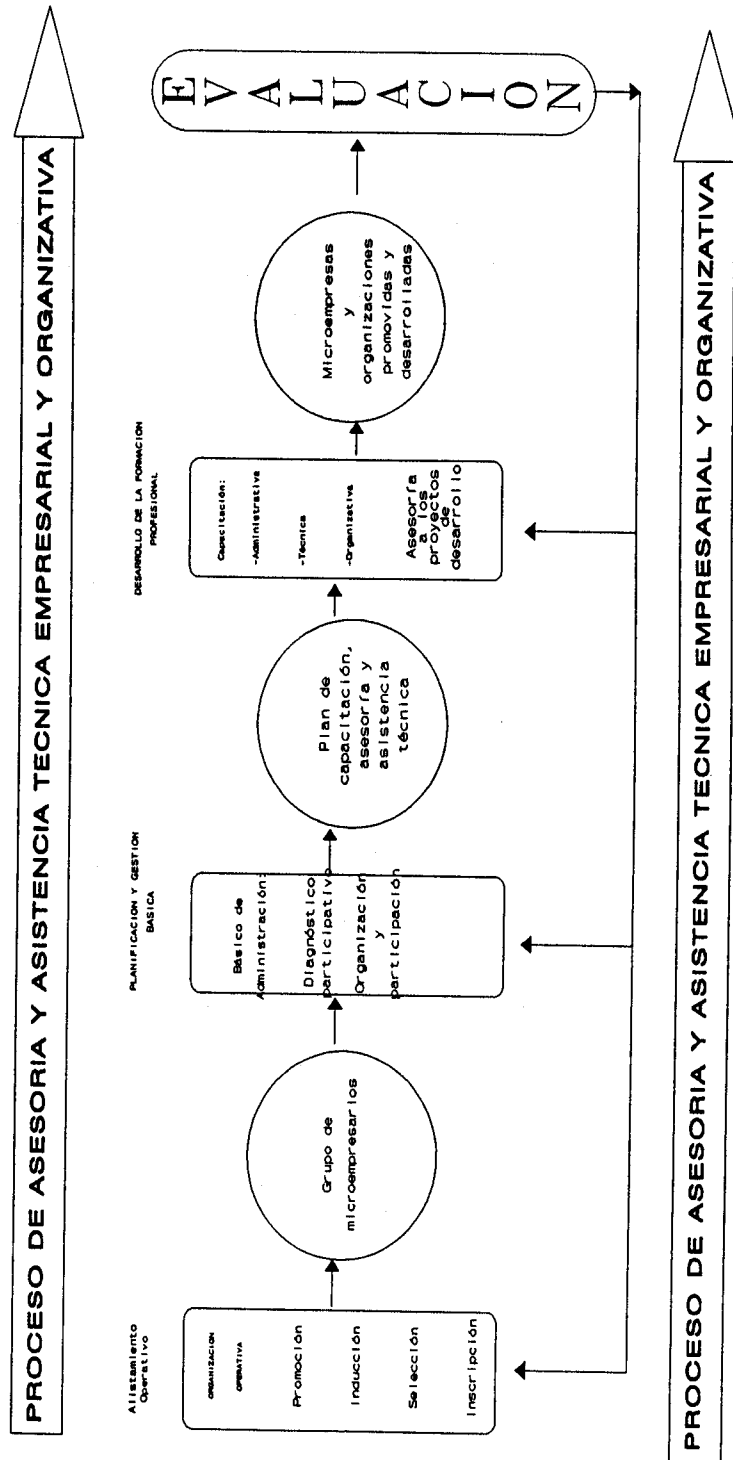 PROCESO DE ASESORIA Y ASISTENCIA TECNICA EMPRESARIAL Y ORGANIZATIVA
Alistamiento
Operativo
ORGANIZACION
OPERATIVA
Promoción
Inducción
Selección
Inscripción
Grupo de
microempresarios
PLANIFICACION Y GESTION
BASICA
Básico de
Administración:
Diagnóstico
participativo
Organización
y
participación
Plan de
capacitación,
asesoría y
asistencia
técnica
DESARROLLO DE LA FORMACION
PROFESIONAL
Capacitación:
-Administrativa
-Técnica
-Organizativa
Asesoría
a los
proyectos
de
desarrollo
Microempresas
y
organizaciones
promovidas y
desarrolladas
EVALUACION
PROCESO DE ASESORIA Y ASISTENCIA TECNICA EMPRESARIAL Y ORGANIZATIVA